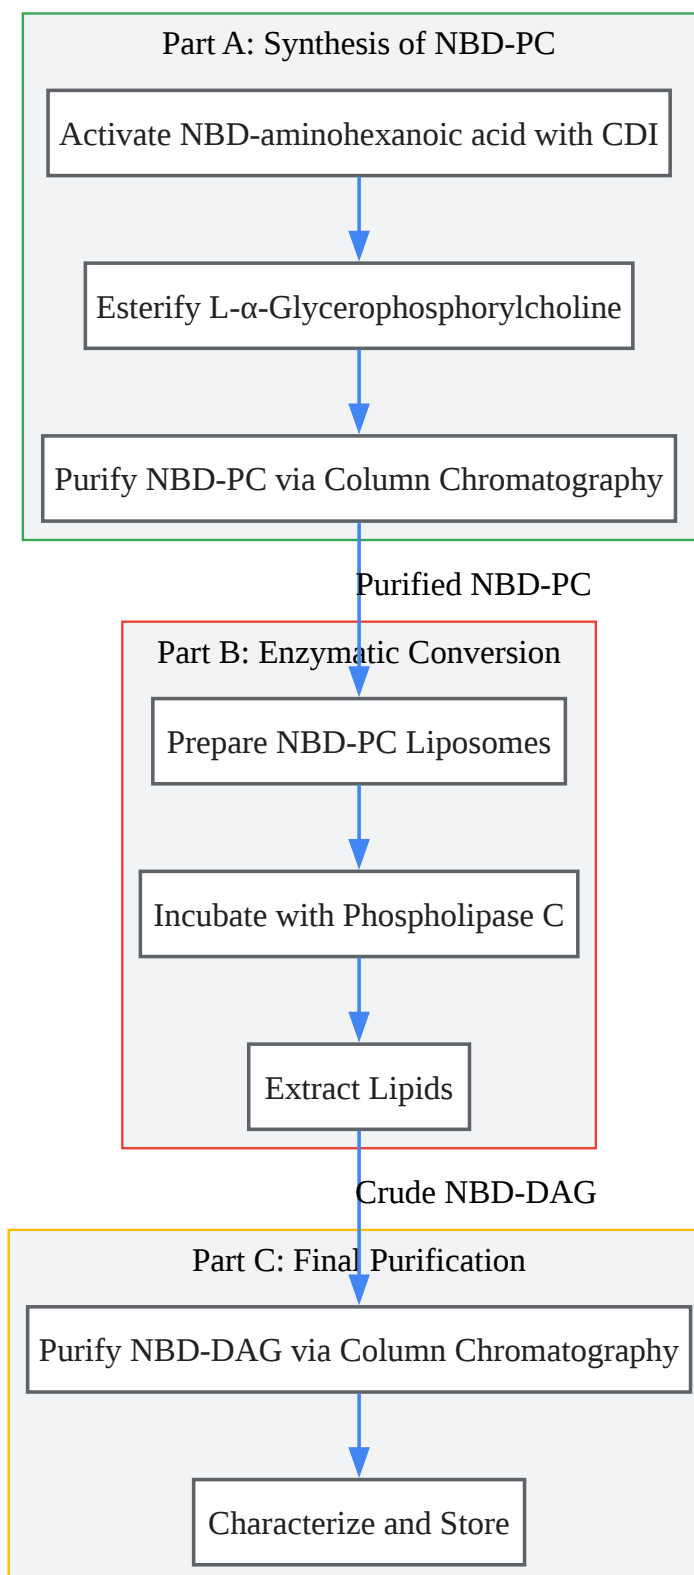 Part A: Synthesis of NBD-PC
Activate NBD-aminohexanoic acid with CDI
Esterify L-α-Glycerophosphorylcholine
Purify NBD-PC via Column Chromatography
Purified NBD-PC
Part B: Enzymatic Conversion
Prepare NBD-PC Liposomes
Incubate with Phospholipase C
Extract Lipids
Crude NBD-DAG
Part C: Final Purification
Purify NBD-DAG via Column Chromatography
Characterize and Store